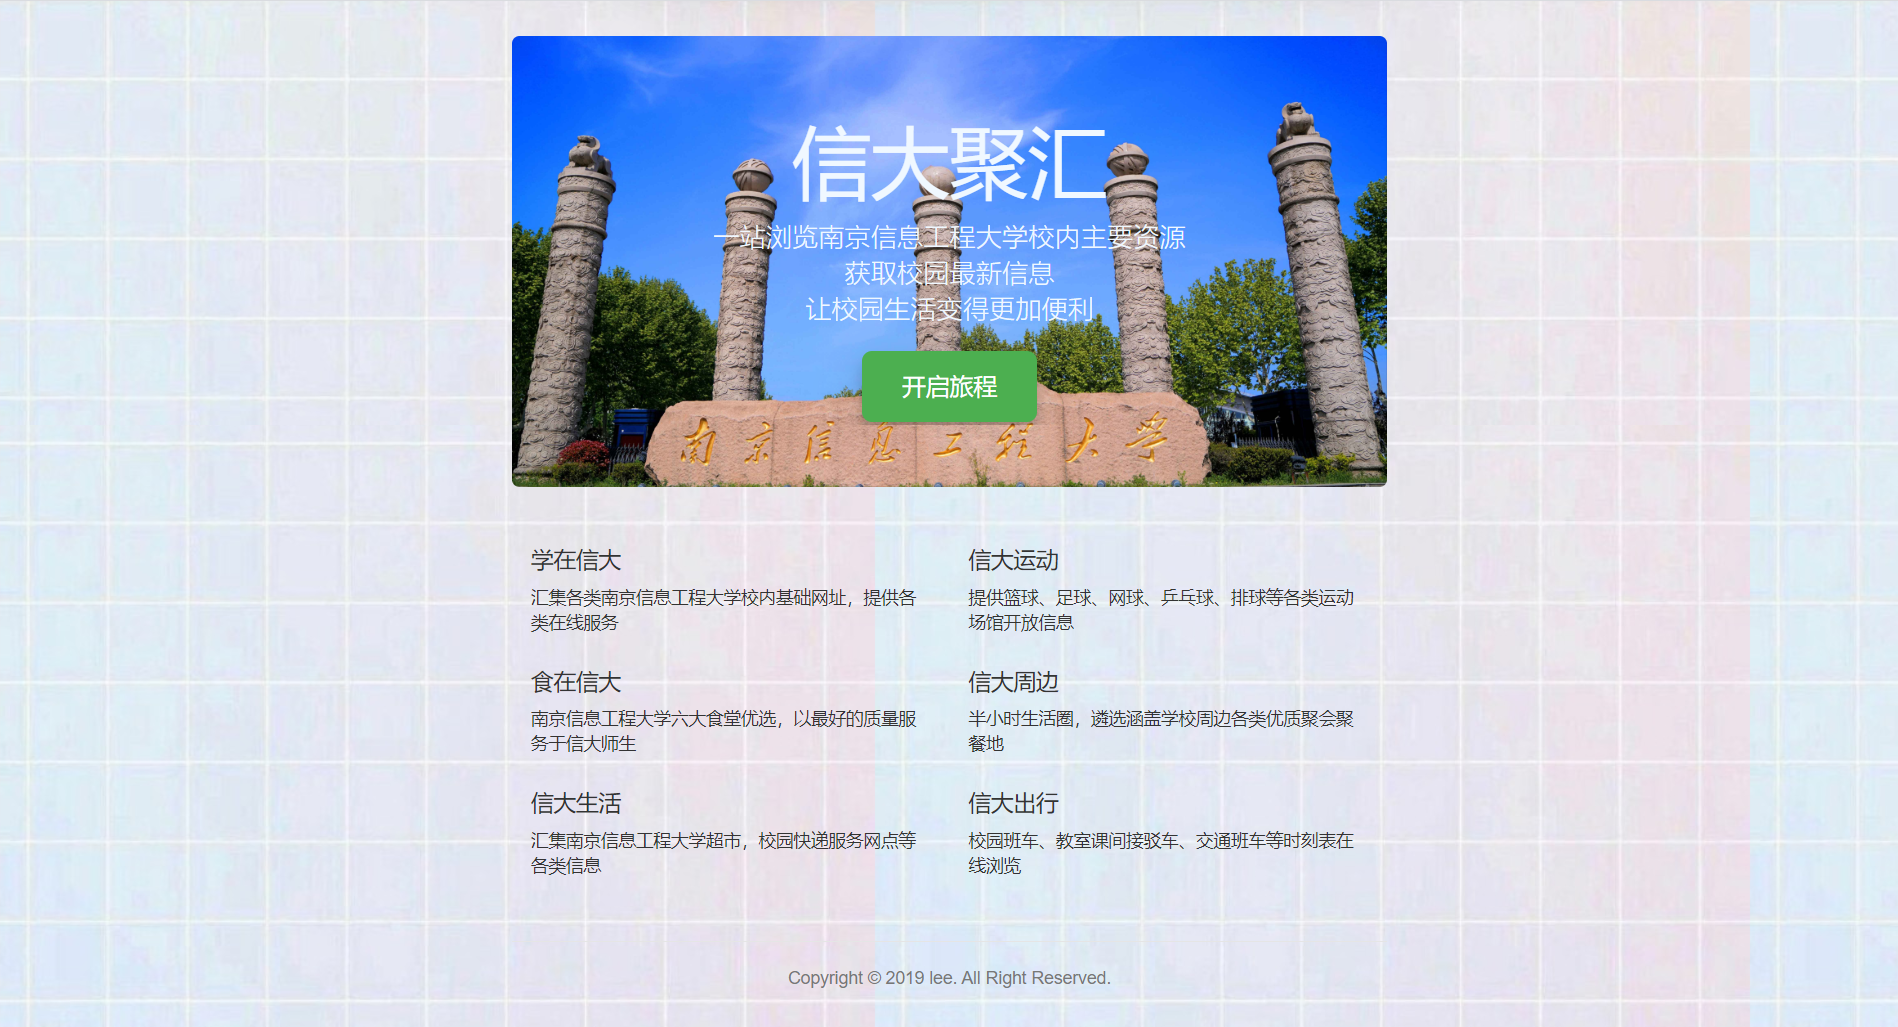 信大聚汇
一站浏览南京信息工程大学校内主要资源
获取校园最新信息
让校园生活变得更加便利
开启旅程
南京信息工程大学
学在信大
汇集各类南京信息工程大学校内基础网址，提供各
类在线服务
信大运动
提供篮球、足球、网球、乒乓球、排球等各类运动
场馆开放信息
食在信大
南京信息工程大学六大食堂优选，以最好的质量服
务于信大师生
信大周边
半小时生活圈，遴选涵盖学校周边各类优质聚会聚
餐地
信大生活
汇集南京信息工程大学超市，校园快递服务网点等
各类信息
信大出行
校园班车、教室课间接驳车、交通班车等时刻表在
线浏览
Copyright © 2019 lee. All Right Reserved.